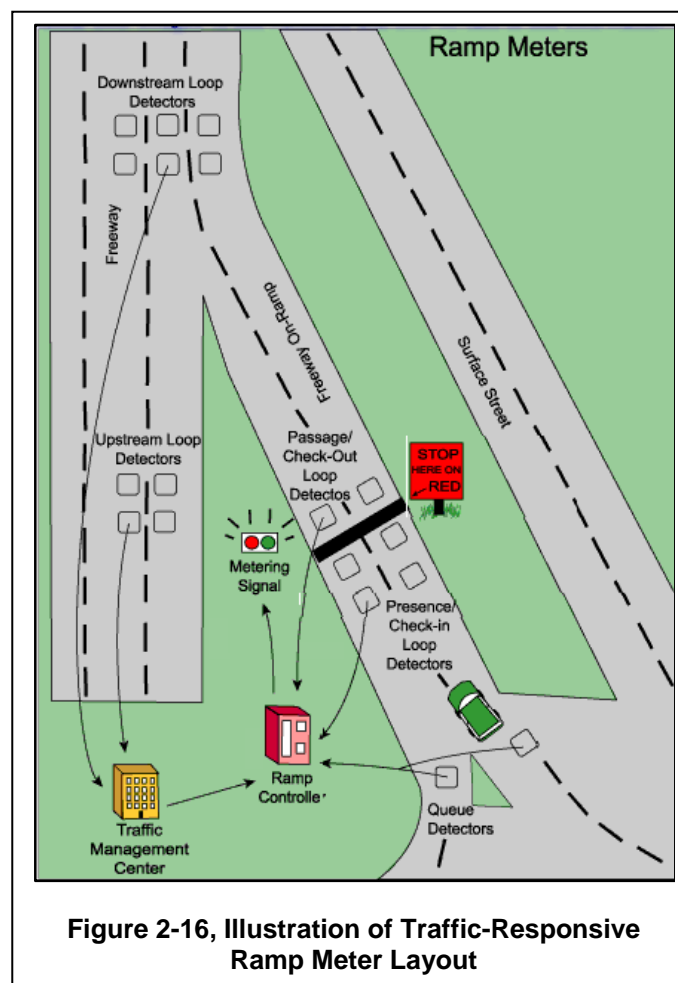 Ramp Meters
Downstream Loop
Detectors
Freeway
Freeway On-Ramp
Surface Street
Upstream Loop
Detectors
Passage/
Check-Out
Loop
Detectos
STOP
HERE ON
RED
Metering
Signal
Presence/
Check-in
Loop
Detectors
Ramp
Controller
Queue
Detectors
Traffic
Management
Center
Figure 2-16, Illustration of Traffic-Responsive
Ramp Meter Layout